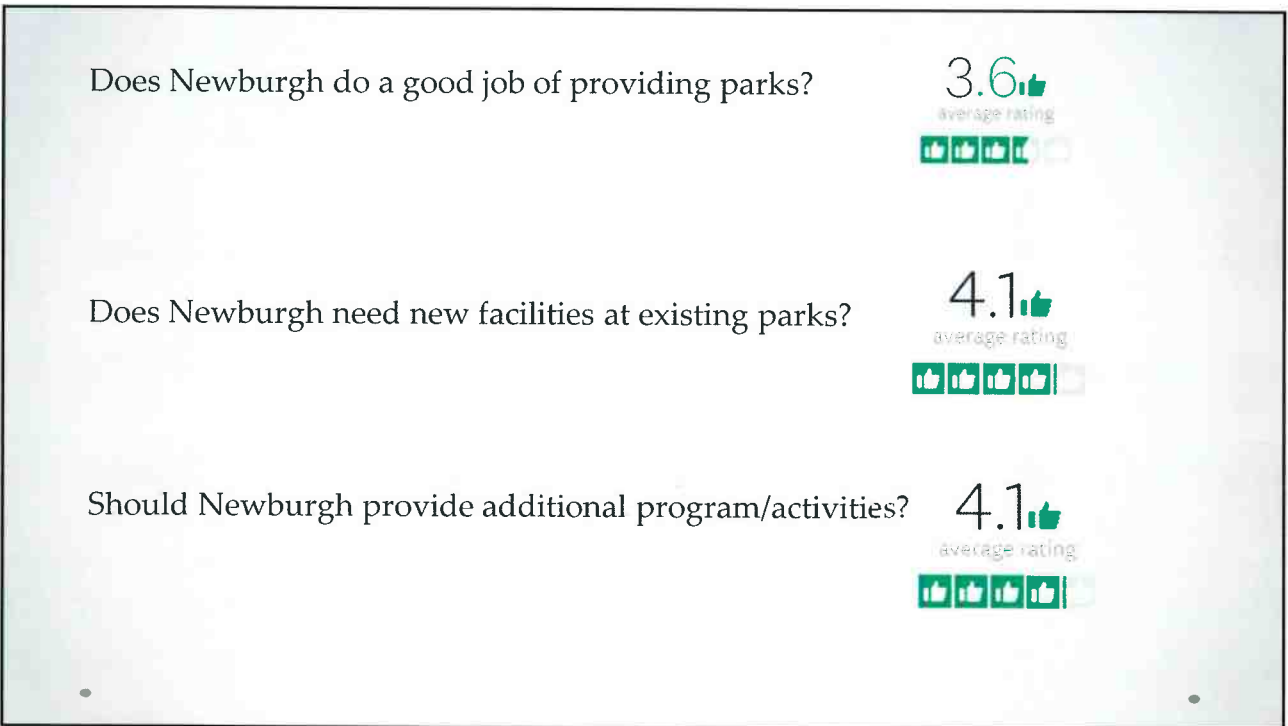 Does Newburgh do a good job of providing parks?
3.6
average rating
Does Newburgh need new facilities at existing parks?
4.1
average rating
Should Newburgh provide additional program/activities?
4.1
average rating